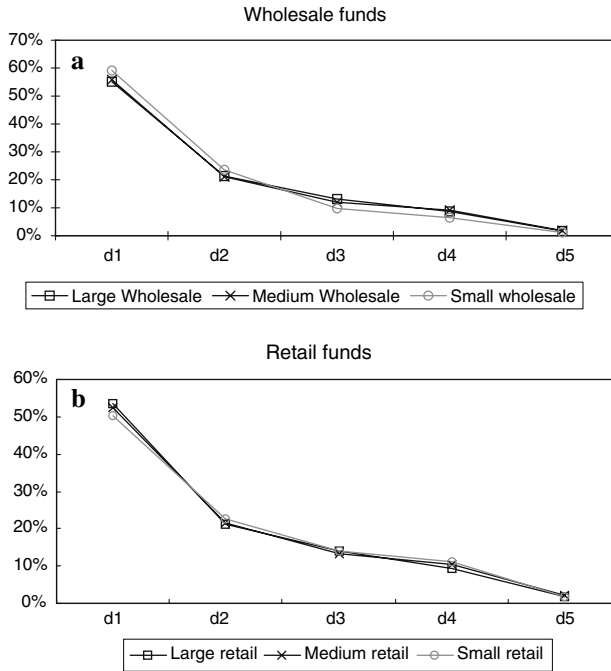 Wholesale funds
a
70%
60%
50%
40%
30%
20%
10%
0%
d1 d2 d3 d4 d5
Large Wholesale Medium Wholesale Small wholesale
Retail funds
b
60%
50%
40%
30%
20%
10%
0%
d1 d2 d3 d4 d5
Large retail Medium retail Small retail